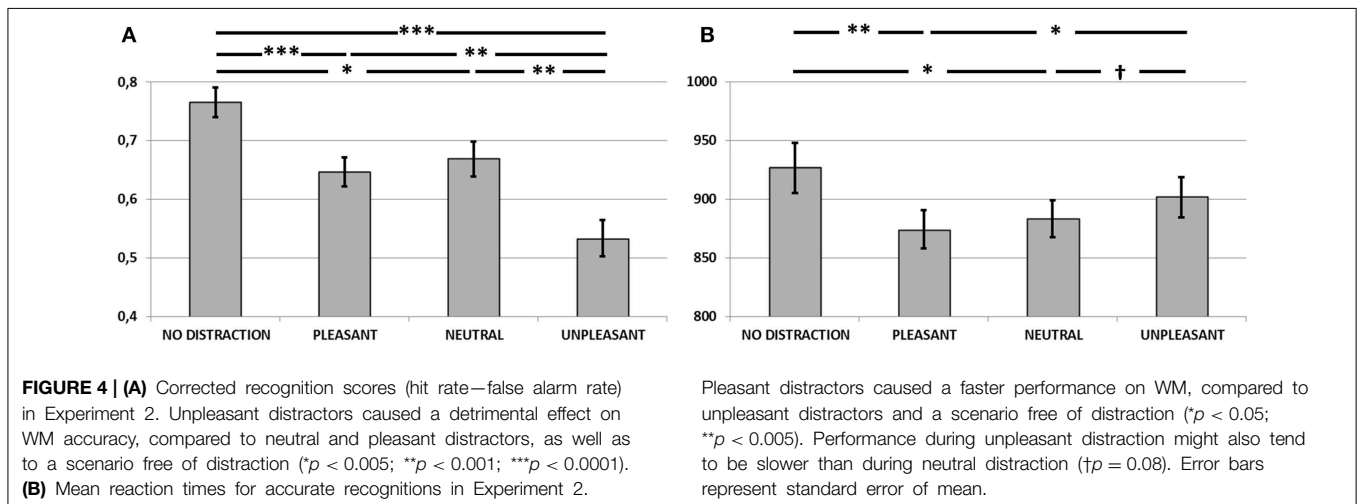 A
***
*** **
* **
0,8
0,7
0,6
0,5
0,4
NO DISTRACTION PLEASANT NEUTRAL UNPLEASANT
B
** *
* †
1000
950
900
850
800
NO DISTRACTION PLEASANT NEUTRAL UNPLEASANT
FIGURE 4 | (A) Corrected recognition scores (hit rate—false alarm rate)
in Experiment 2. Unpleasant distractors caused a detrimental effect on
WM accuracy, compared to neutral and pleasant distractors, as well as
to a scenario free of distraction (*p < 0.005; **p < 0.001; ***p < 0.0001).
(B) Mean reaction times for accurate recognitions in Experiment 2.
Pleasant distractors caused a faster performance on WM, compared to
unpleasant distractors and a scenario free of distraction (*p < 0.05;
**p < 0.005). Performance during unpleasant distraction might also tend
to be slower than during neutral distraction (†p = 0.08). Error bars
represent standard error of mean.